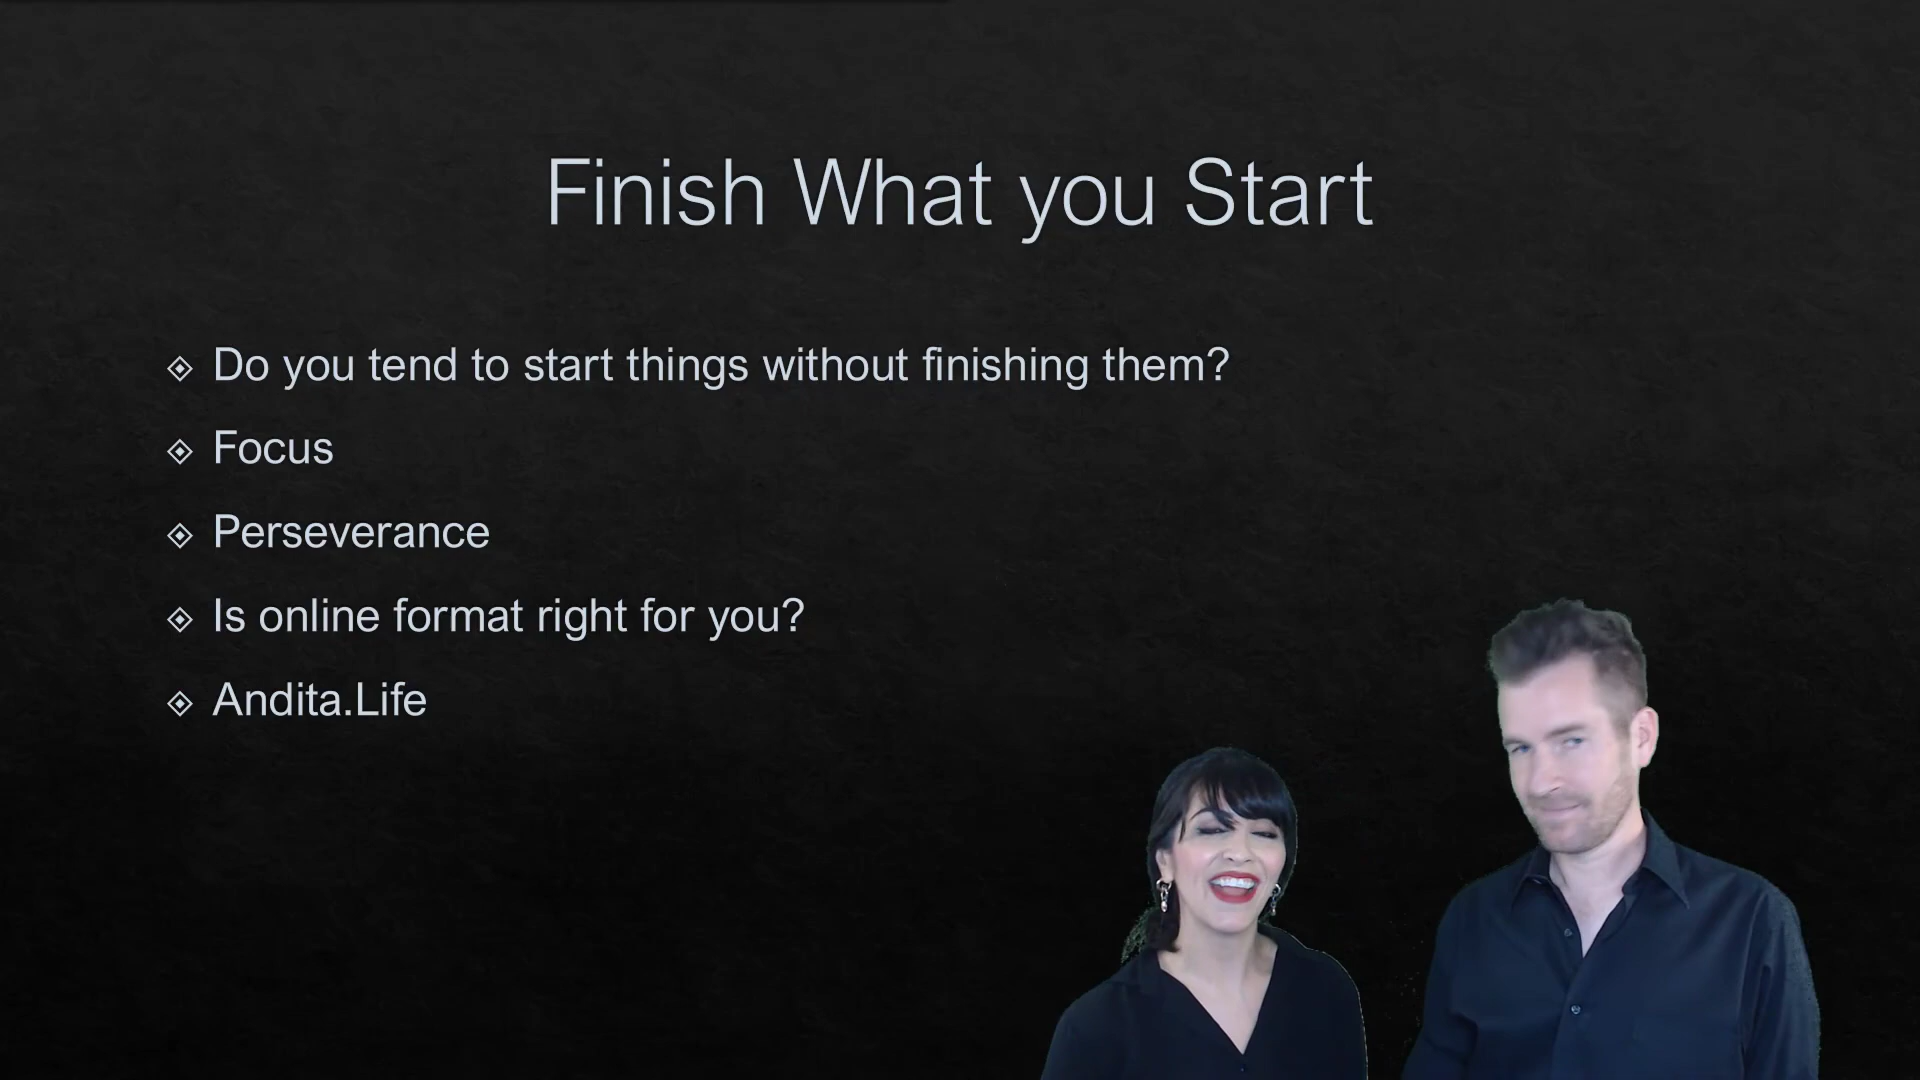 Finish What you Start
Do you tend to start things without finishing them?
Focus
Perseverance
Is online format right for you?
Andita.Life